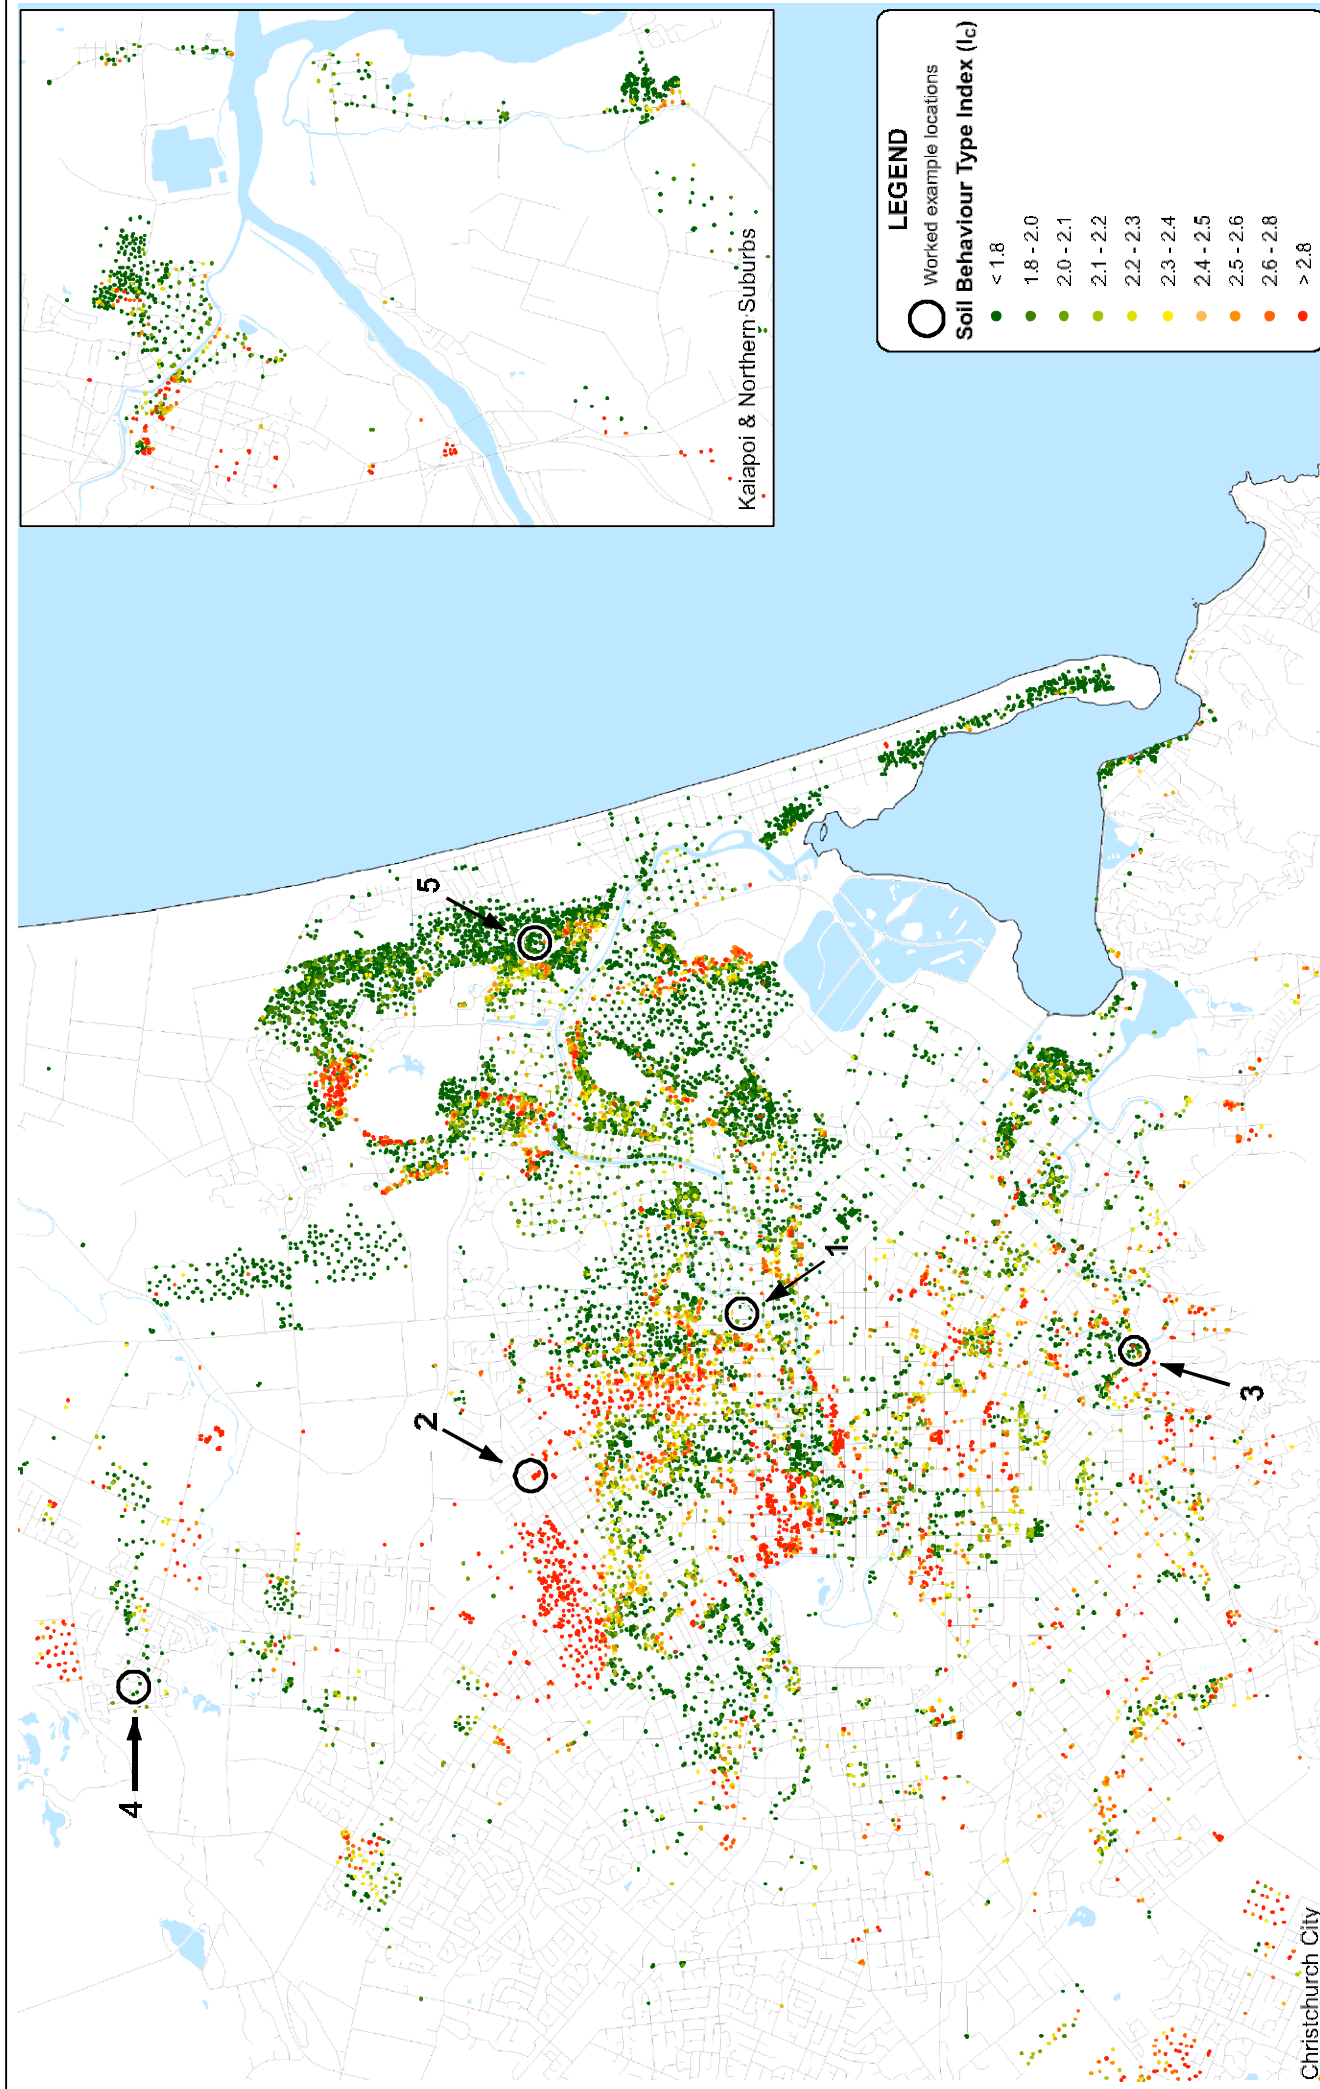 Kaiapoi & Northern Suburbs
LEGEND
Worked example locations
Soil Behaviour Type Index (Ic)
< 1.8
1.8 - 2.0
2.0 - 2.1
2.1 - 2.2
2.2 - 2.3
2.3 - 2.4
2.4 - 2.5
2.5 - 2.6
2.6 - 2.8
> 2.8
4
2
5
1
3
Christchurch City